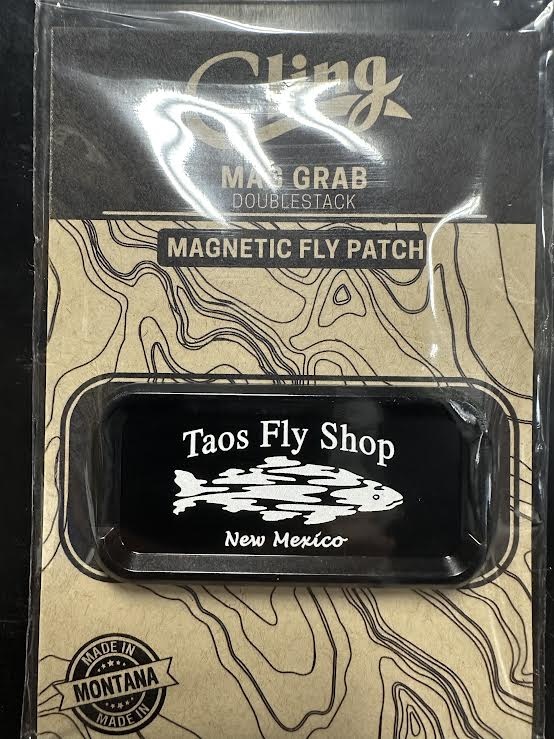 Cling
MAG GRAB
DOUBLESTACK
MAGNETIC FLY PATCH
Taos Fly Shop
New Mexico
MADE IN
MONTANA
MADE IN